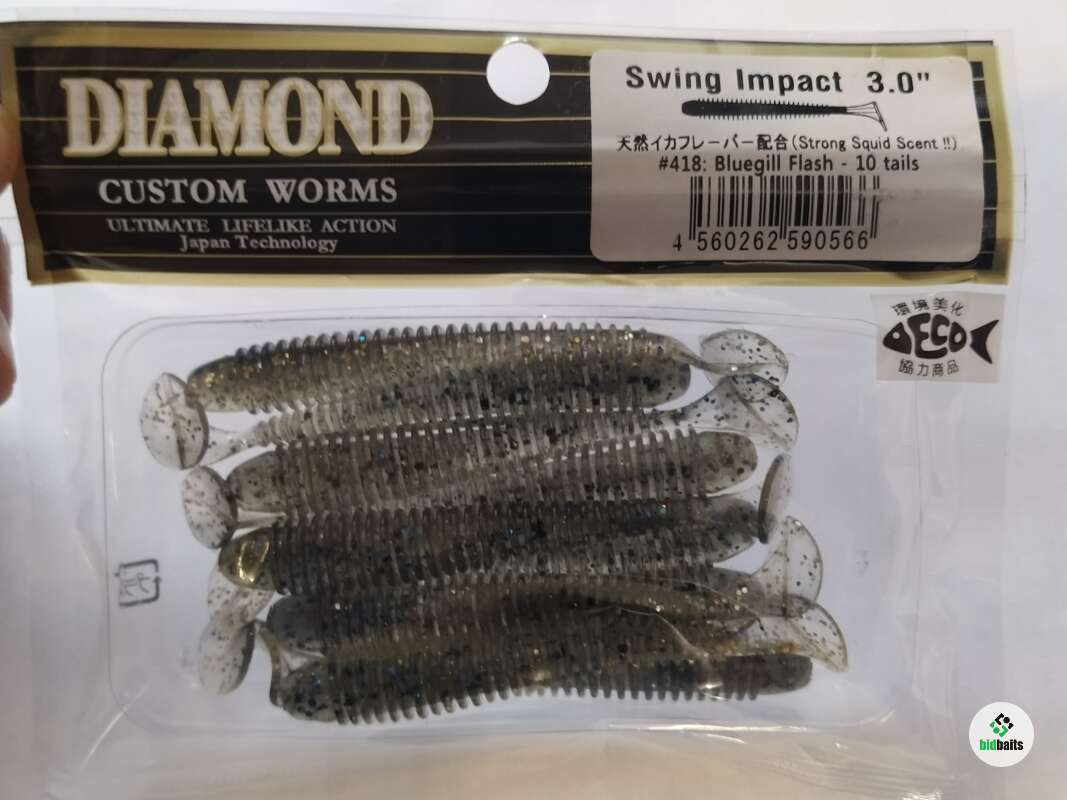 DIAMOND
CUSTOM WORMS
ULTIMATE LIFELIKE ACTION
Japan Technology
Swing Impact 3.0"
天然イカフレーバー配合(Strong Squid Scent !!)
#418: Bluegill Flash - 10 tails
4 560262 590566
環境美化
ECO
協力商品
bidbaits